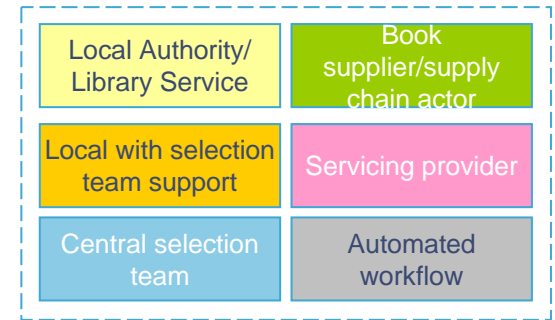 Local Authority/
Library Service
Book
supplier/supply
chain actor
Local with selection
team support
Servicing provider
Central selection
team
Automated
workflow